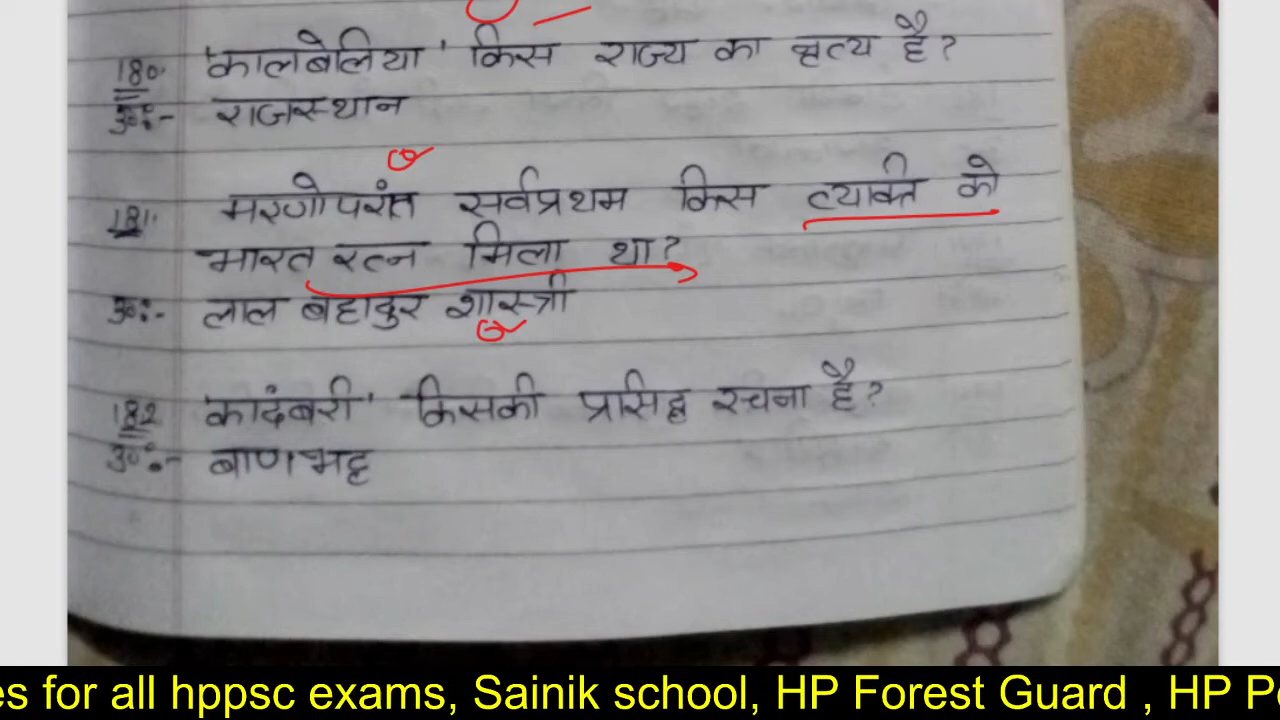 180. 'कालबेलिया' किस राज्य का नृत्य है?
उ०:- राजस्थान
181. मरणोपरांत सर्वप्रथम किस व्यक्ति को
भारत रत्न मिला था?
उ०:- लाल बहादुर शास्त्री
182 'कादंबरी' किसकी प्रसिद्ध रचना है?
उ०:- बाणभट्ट
es for all hppsc exams, Sainik school, HP Forest Guard , HP Po